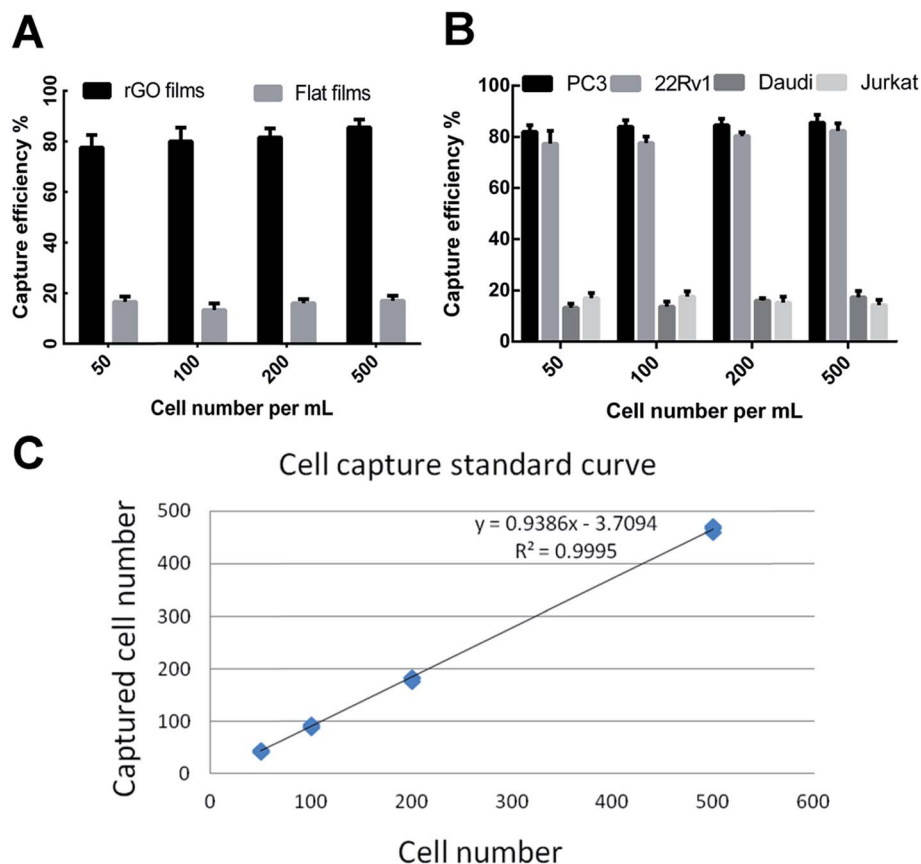 A
rGO films
Flat films
Capture efficiency %
100
80
60
40
20
0
50
100
200
500
Cell number per mL
B
PC3
22Rv1
Daudi
Jurkat
Capture efficiency %
100
80
60
40
20
0
50
100
200
500
Cell number per mL
C
Cell capture standard curve
y = 0.9386x - 3.7094
R² = 0.9995
Captured cell number
500
400
300
200
100
0
0
100
200
300
400
500
600
Cell number